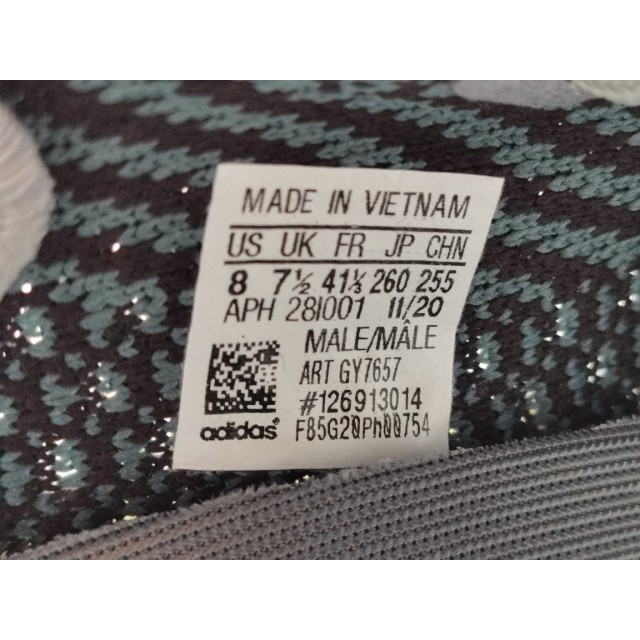 MADE IN VIETNAM
US UK FR JP CHN
8 7½ 41⅓ 260 255
APH 28I001 11/20
MALE/MÂLE
ART GY7657
#126913014
adidas® F85G20Ph00754